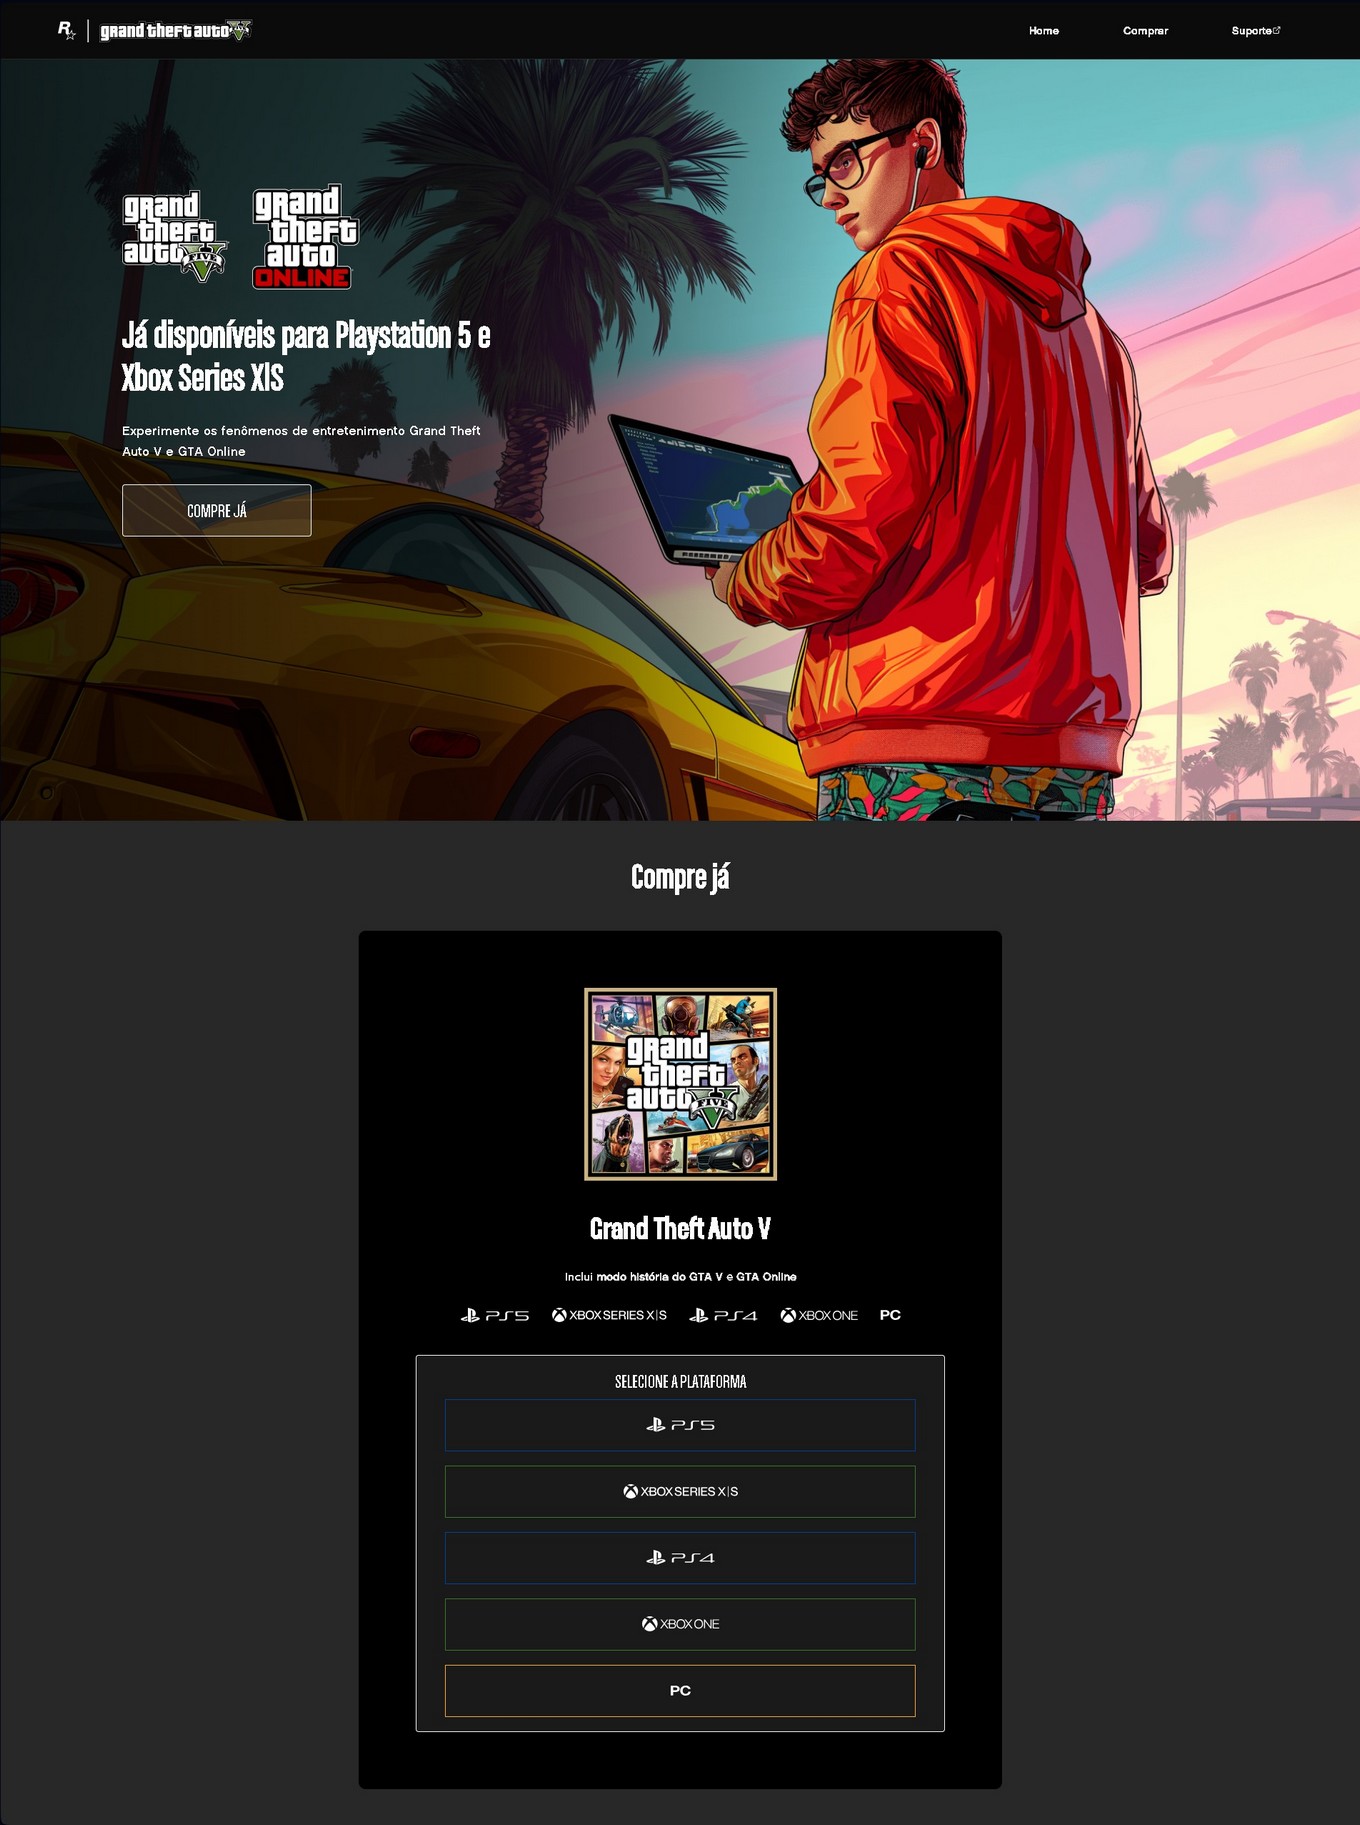 R
grand theft auto V
Home
Comprar
Suporte
grand
theft
auto
FIVE
grand
theft
auto
ONLINE
Já disponíveis para Playstation 5 e
Xbox Series X|S
Experimente os fenômenos de entretenimento Grand Theft
Auto V e GTA Online
COMPRE JÁ
Compre já
grand
theft
auto
FIVE
Grand Theft Auto V
Inclui modo história do GTA V e GTA Online
PS5 XBOX SERIES X|S PS4 XBOX ONE PC
SELECIONE A PLATAFORMA
PS5
XBOX SERIES X|S
PS4
XBOX ONE
PC